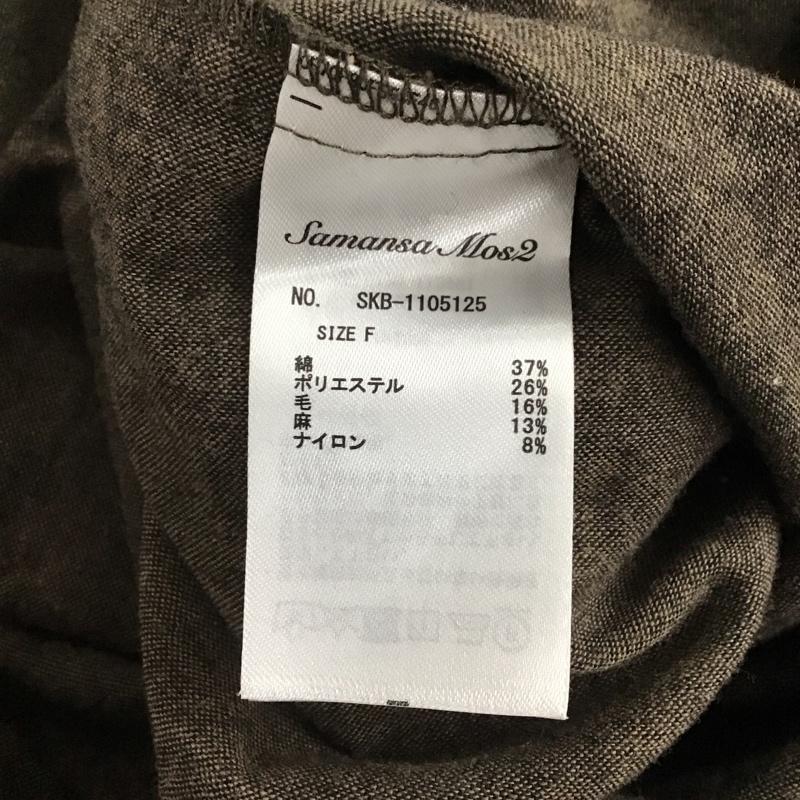 Samansa Mos2
NO. SKB-1105125
SIZE F
綿 37%
ポリエステル 26%
毛 16%
麻 13%
ナイロン 8%